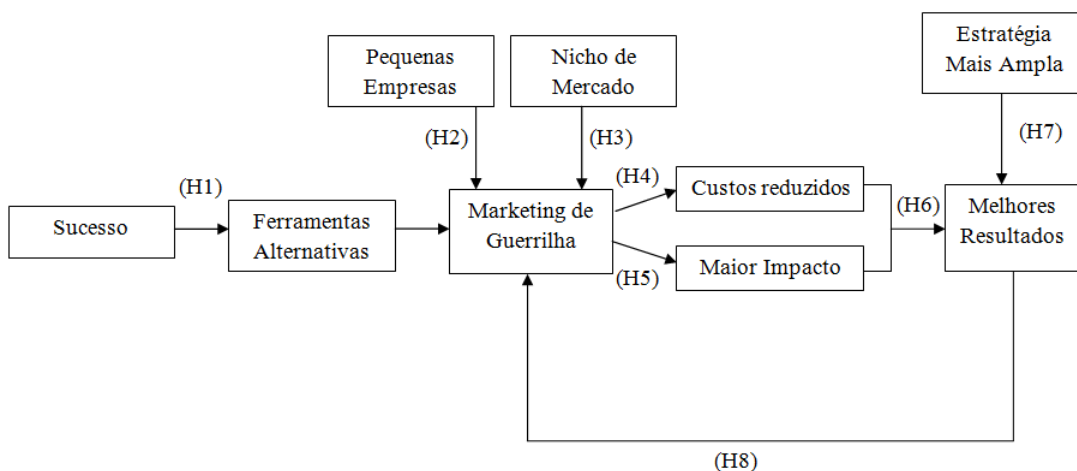 Pequenas
Empresas
Nicho de
Mercado
Estratégia
Mais Ampla
(H2)
(H3)
(H7)
(H1)
(H4)
Custos reduzidos
Sucesso
Ferramentas
Alternativas
Marketing de
Guerrilha
(H6)
Melhores
Resultados
(H5)
Maior Impacto
(H8)